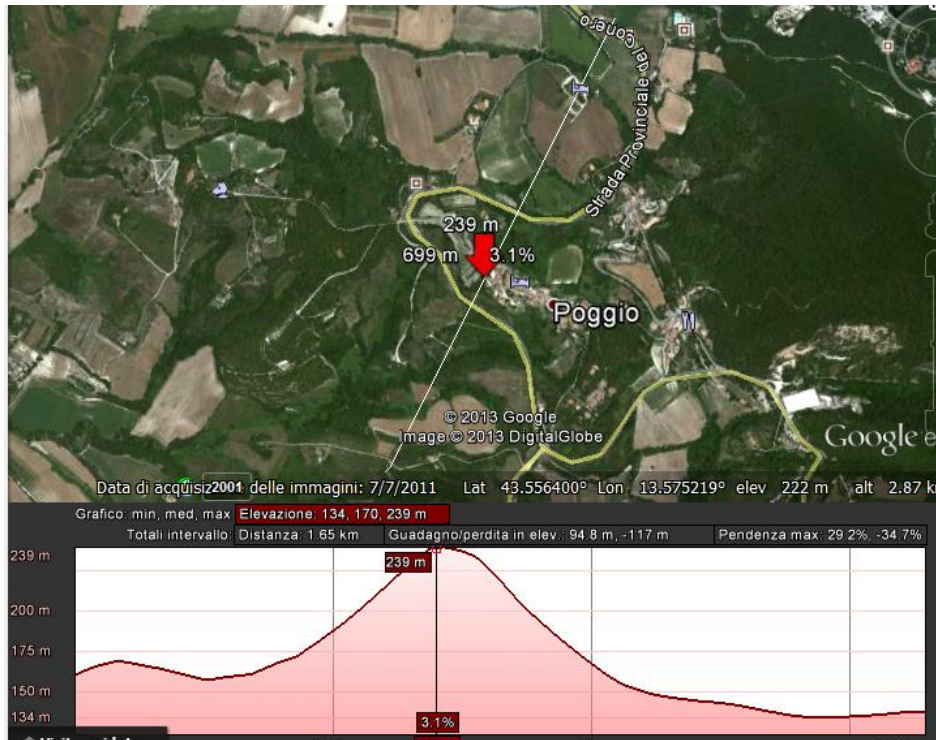 Strada Provinciale del Conero
239 m
699 m 3.1%
Poggio
© 2013 Google
Image © 2013 DigitalGlobe
Google e
Data di acquisiz 2001 delle immagini: 7/7/2011 Lat 43.556400° Lon 13.575219° elev 222 m alt 2.87 k
Grafico: min, med, max Elevazione: 134, 170, 239 m
Totali intervallo: Distanza: 1.65 km Guadagno/perdita in elev.: 94.8 m, -117 m Pendenza max: 29.2%, -34.7%
239 m
239 m
200 m
175 m
150 m
134 m
3.1%